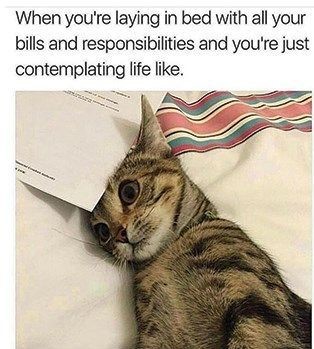 When you're laying in bed with all your
bills and responsibilities and you're just
contemplating life like.